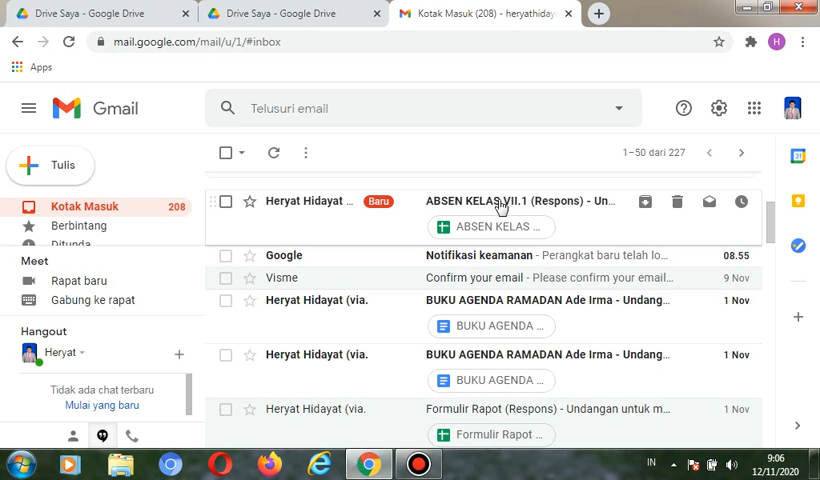 Drive Saya - Google Drive
Drive Saya - Google Drive
Kotak Masuk (208) - heryathiday
mail.google.com/mail/u/1/#inbox
H
Apps
Gmail
Telusuri email
Tulis
1–50 dari 227
Kotak Masuk 208
Berbintang
Ditunda
Meet
Rapat baru
Gabung ke rapat
Hangout
Heryat
Tidak ada chat terbaru
Mulai yang baru
Heryat Hidayat ... Baru ABSEN KELAS VII.1 (Respons) - Un...
ABSEN KELAS ...
Google Notifikasi keamanan - Perangkat baru telah lo... 08.55
Visme Confirm your email - Please confirm your email... 9 Nov
Heryat Hidayat (via. BUKU AGENDA RAMADAN Ade Irma - Undang... 1 Nov
BUKU AGENDA ...
Heryat Hidayat (via. BUKU AGENDA RAMADAN Ade Irma - Undang... 1 Nov
BUKU AGENDA ...
Heryat Hidayat (via. Formulir Rapot (Respons) - Undangan untuk m... 1 Nov
Formulir Rapot ...
31
IN
9:06
12/11/2020